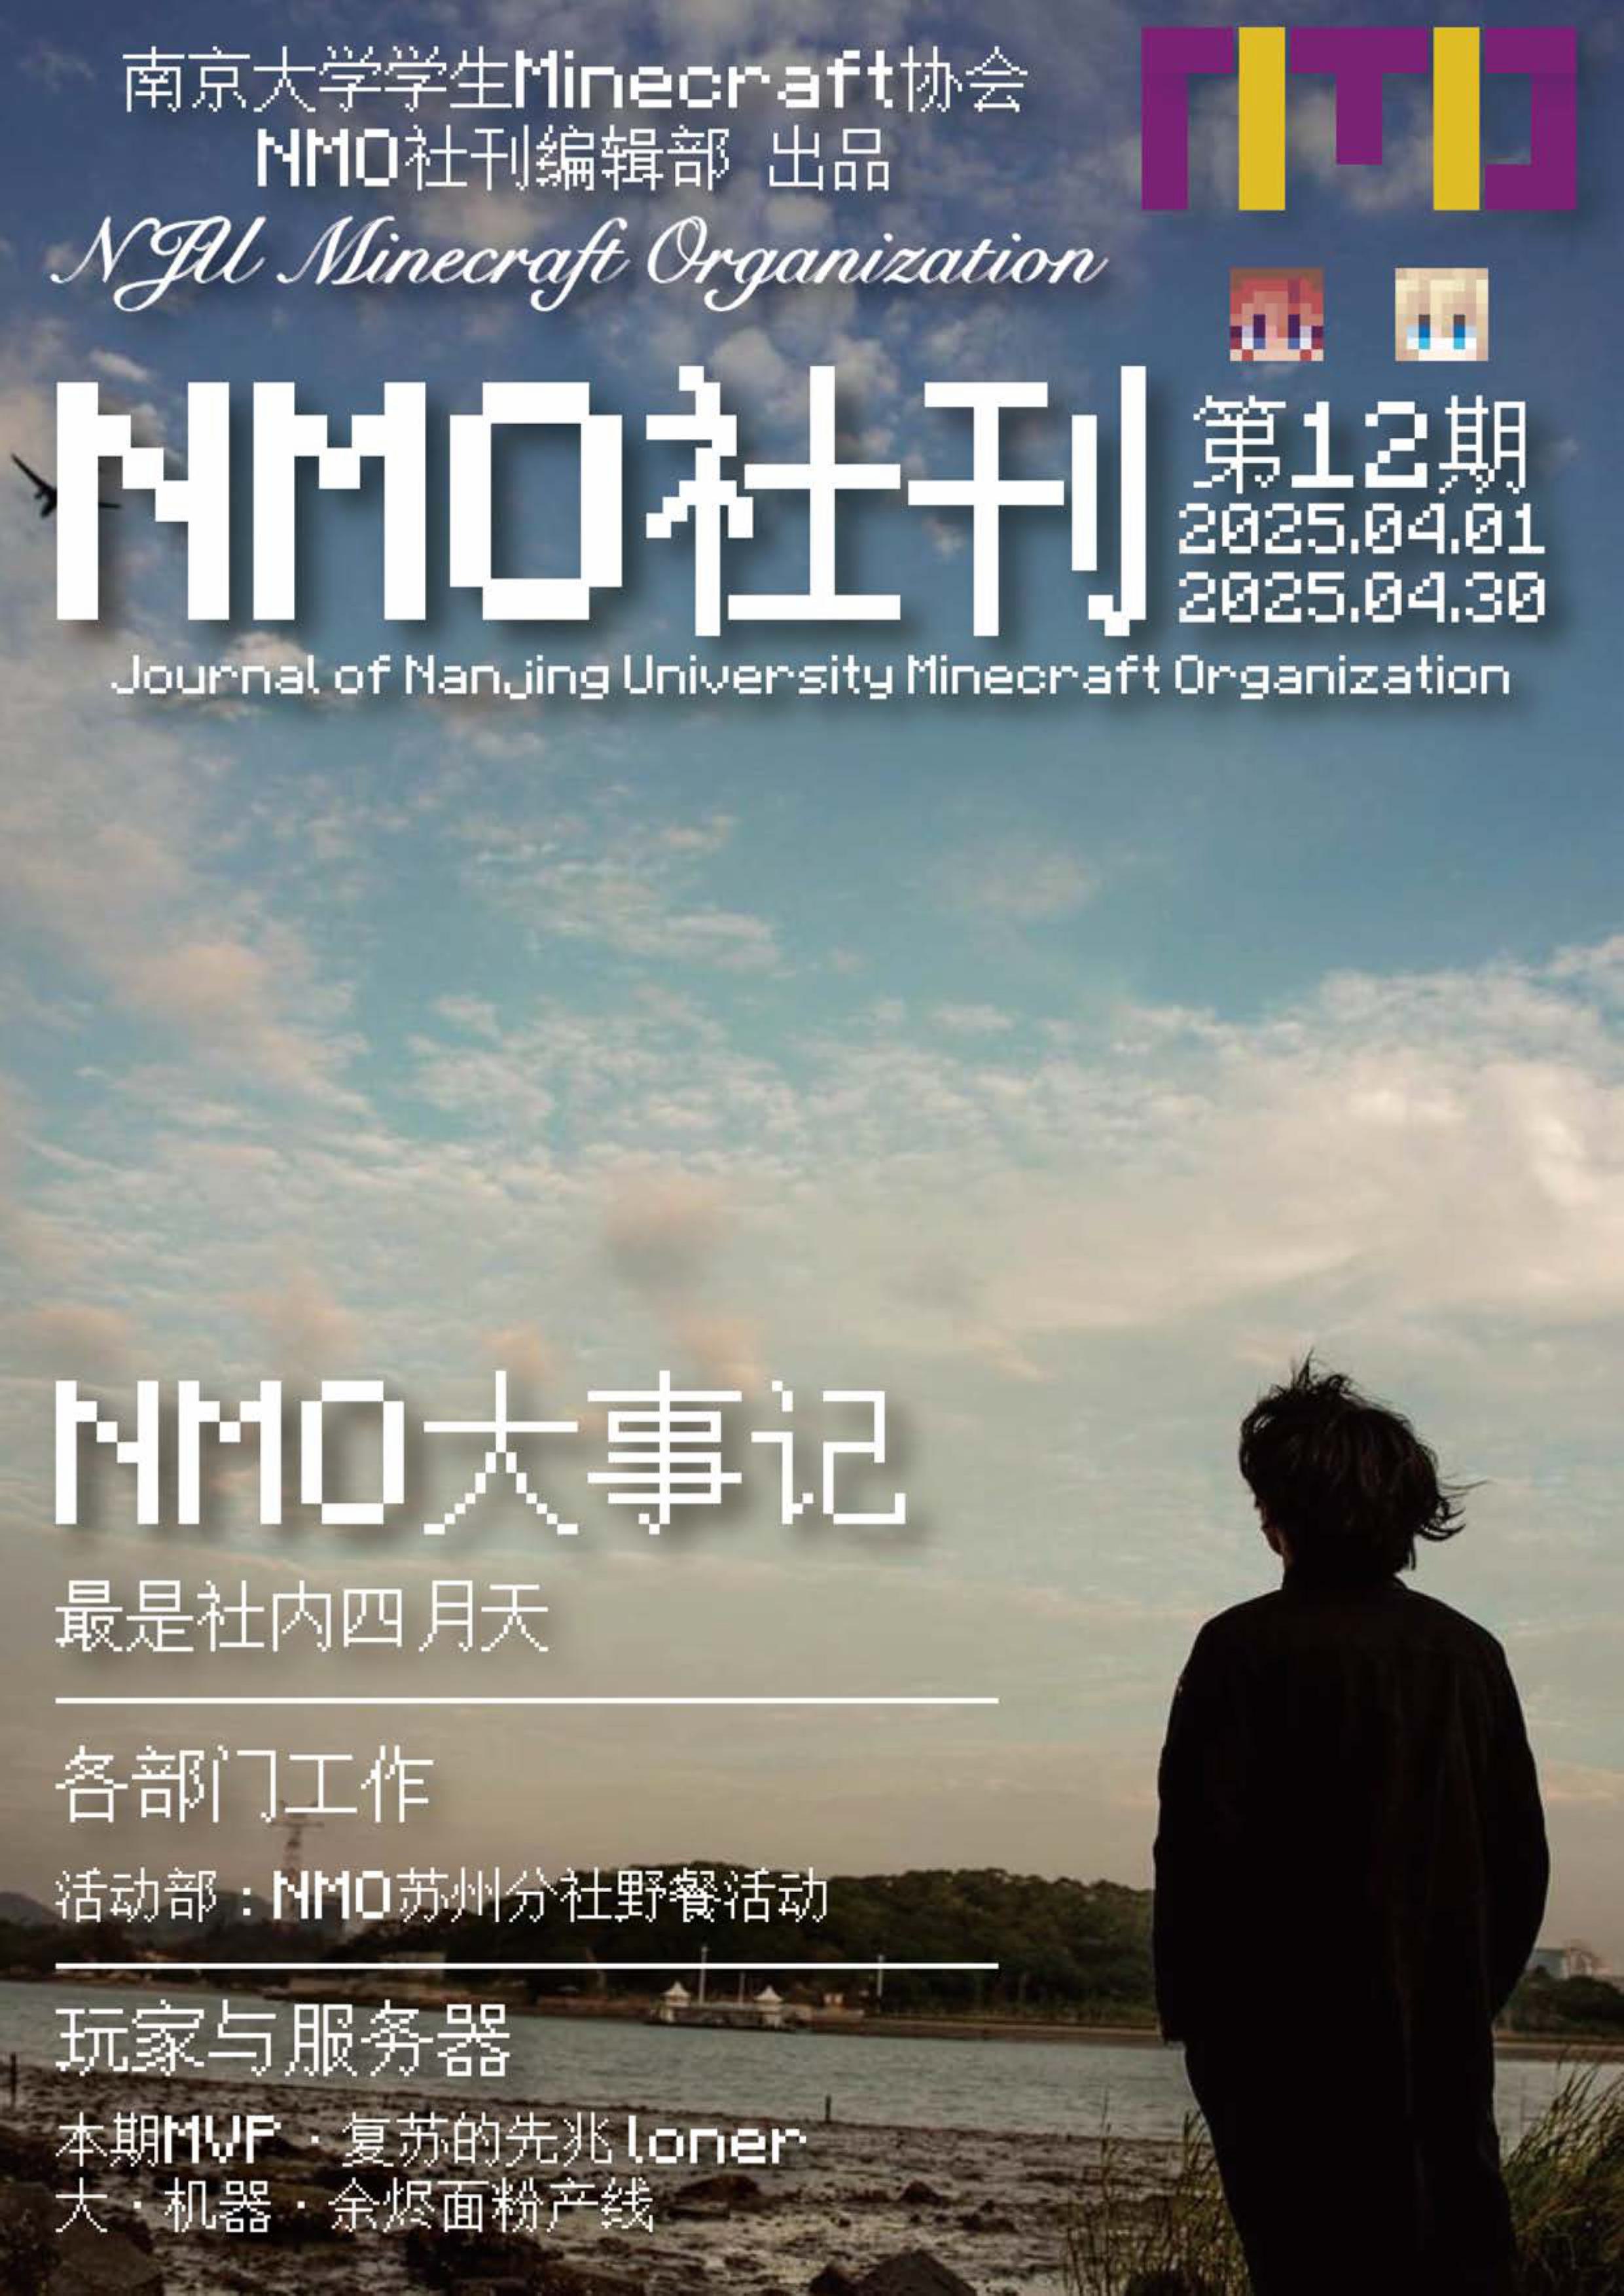 南京大学学生Minecraft协会
NMO社刊编辑部 出品
NJU Minecraft Organization
NMO
NMO社刊
第12期
2025.04.01
2025.04.30
Journal of Nanjing University Minecraft Organization
NMO大事记
最是社内四月天
各部门工作
活动部：NMO苏州分社野餐活动
玩家与服务器
本期MVP·复苏的先兆loner
大·机器·余烬面粉产线